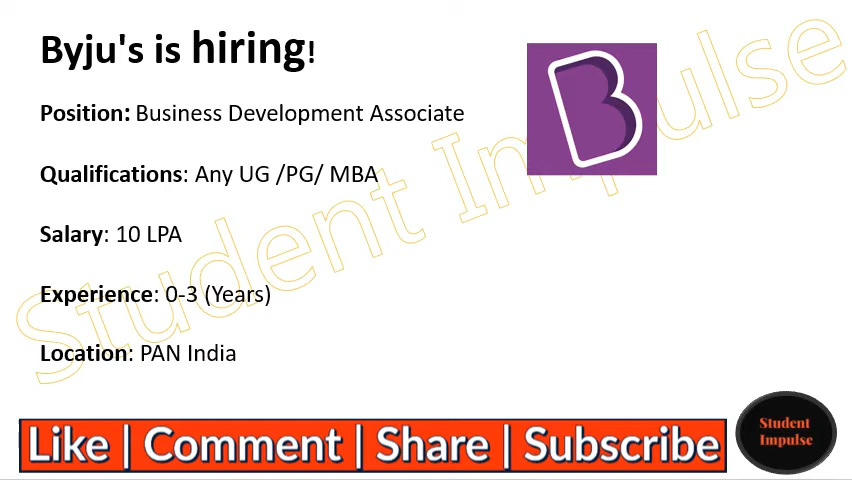 Byju's is hiring!
Position: Business Development Associate
Qualifications: Any UG /PG/ MBA
Salary: 10 LPA
Experience: 0-3 (Years)
Location: PAN India
Student Impulse
B
Like | Comment | Share | Subscribe
Student
Impulse